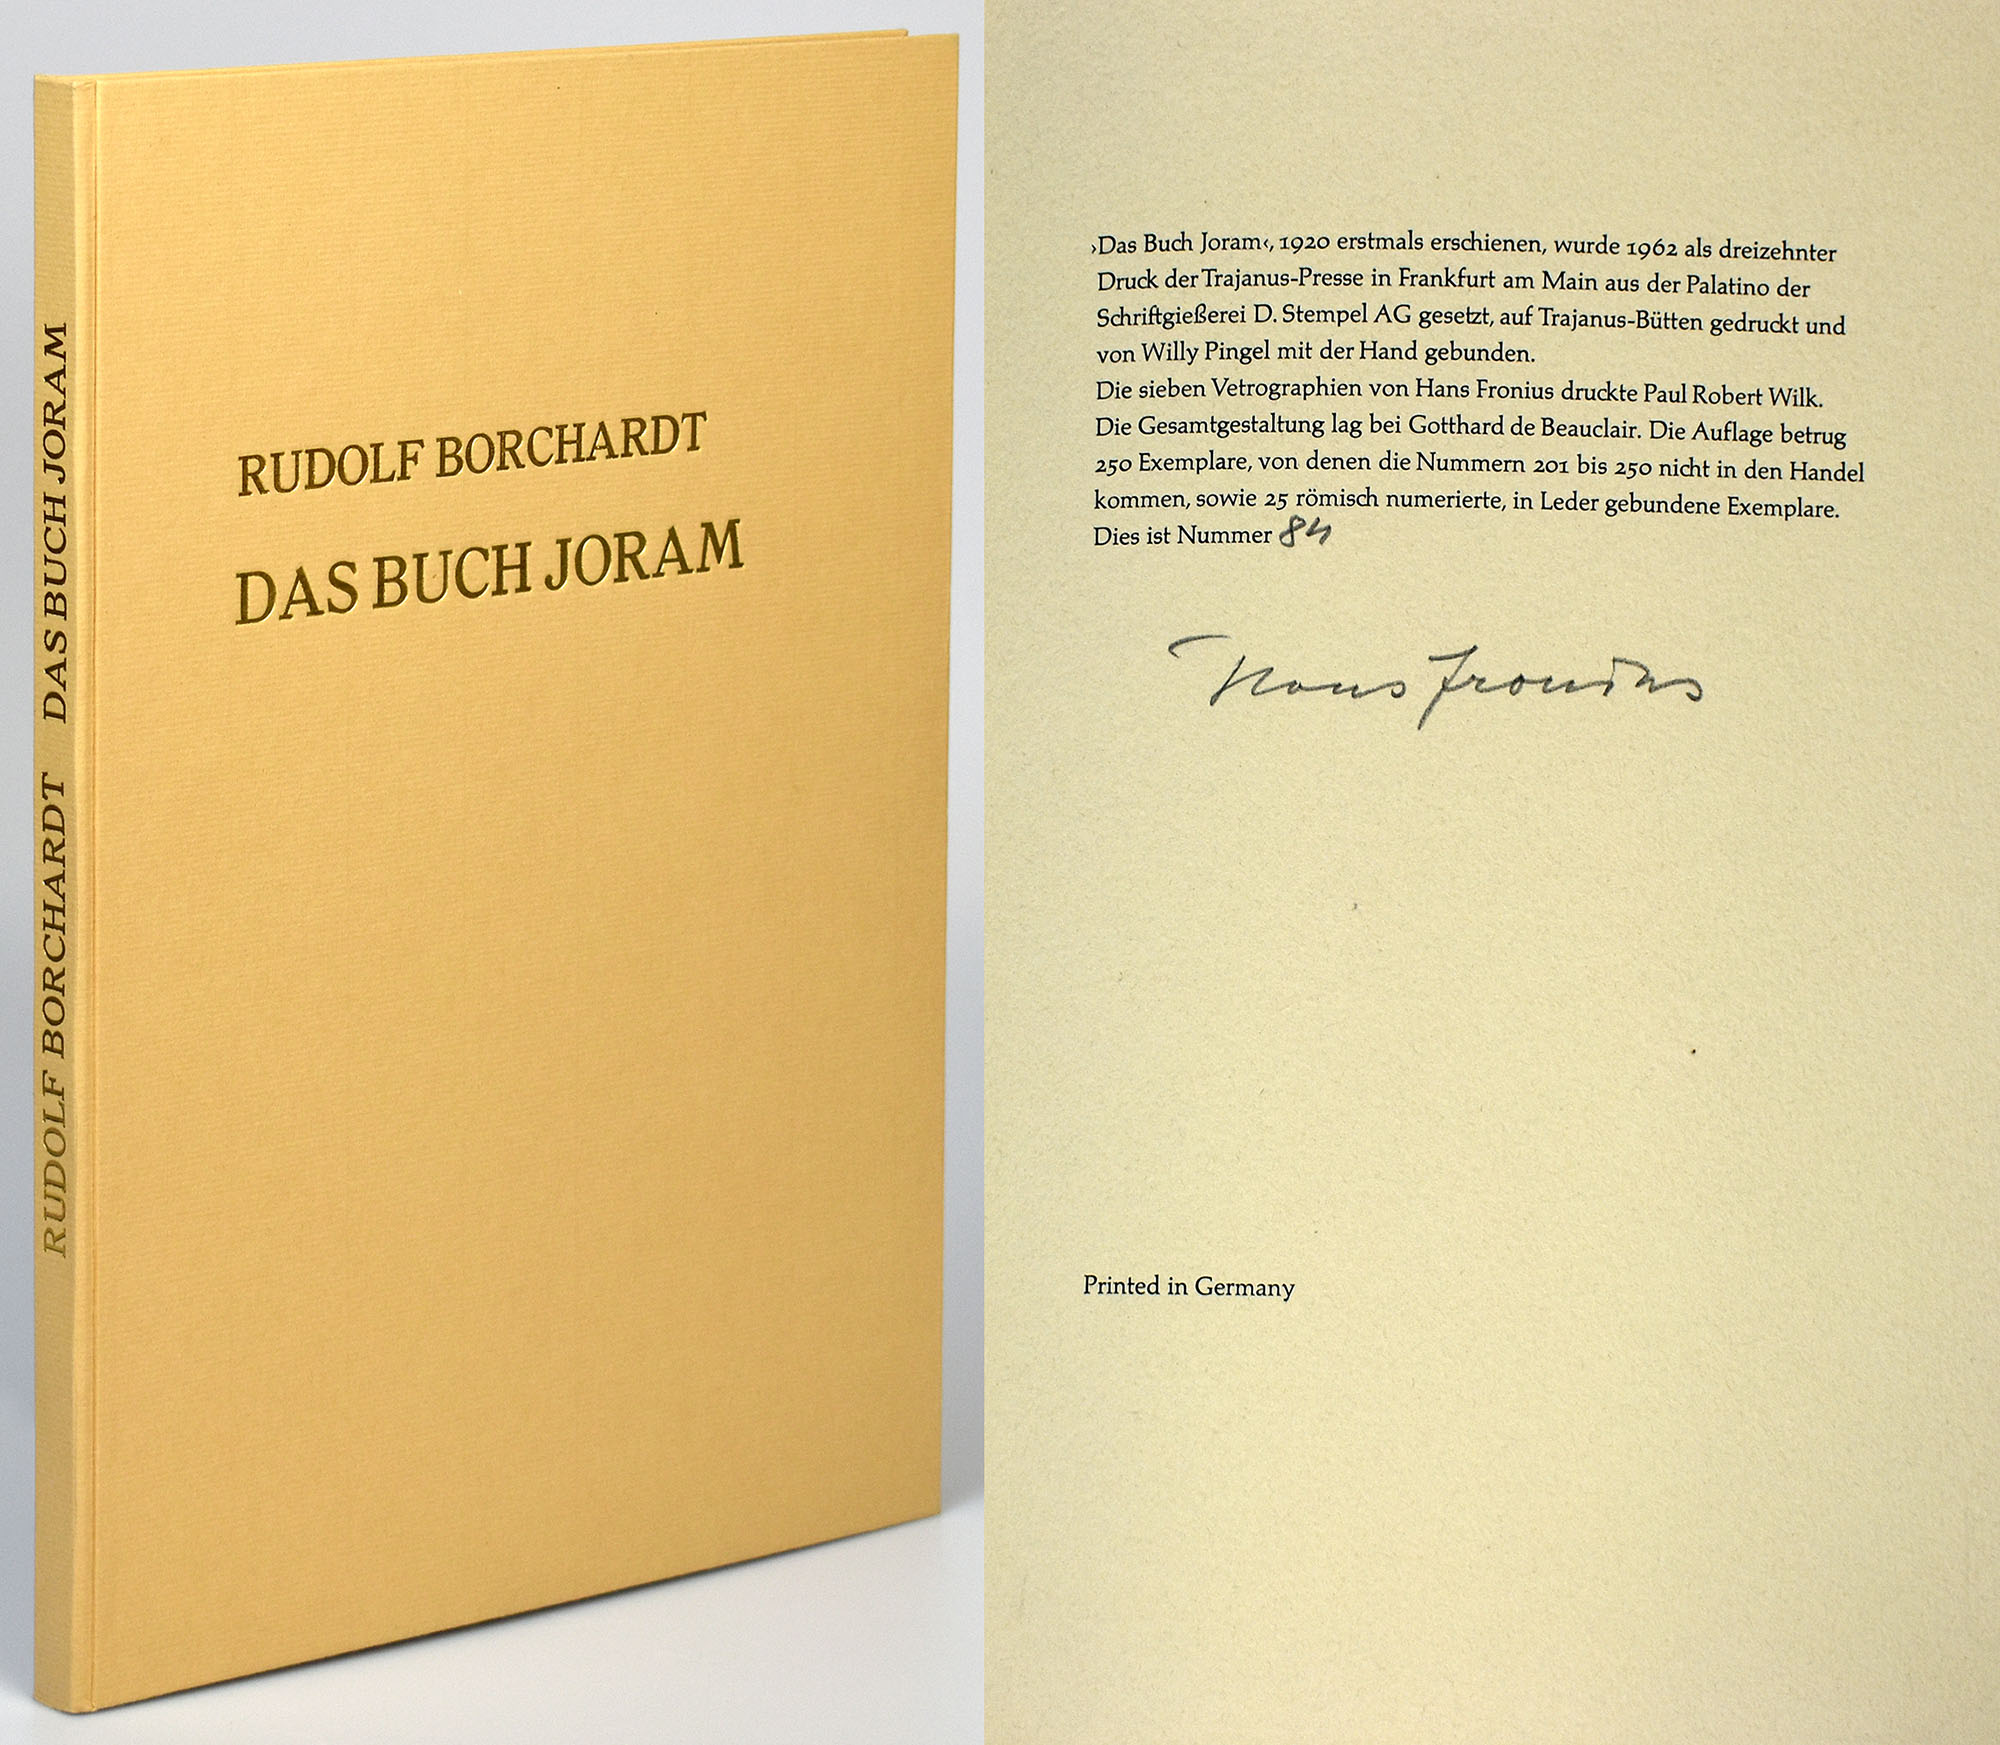 RUDOLF BORCHARDT DAS BUCH JORAM
RUDOLF BORCHARDT
DAS BUCH JORAM
›Das Buch Joram‹, 1920 erstmals erschienen, wurde 1962 als dreizehnter
Druck der Trajanus-Presse in Frankfurt am Main aus der Palatino der
Schriftgießerei D. Stempel AG gesetzt, auf Trajanus-Bütten gedruckt und
von Willy Pingel mit der Hand gebunden.
Die sieben Vetrographien von Hans Fronius druckte Paul Robert Wilk.
Die Gesamtgestaltung lag bei Gotthard de Beauclair. Die Auflage betrug
250 Exemplare, von denen die Nummern 201 bis 250 nicht in den Handel
kommen, sowie 25 römisch numerierte, in Leder gebundene Exemplare.
Dies ist Nummer 84
Hans Fronius
Printed in Germany